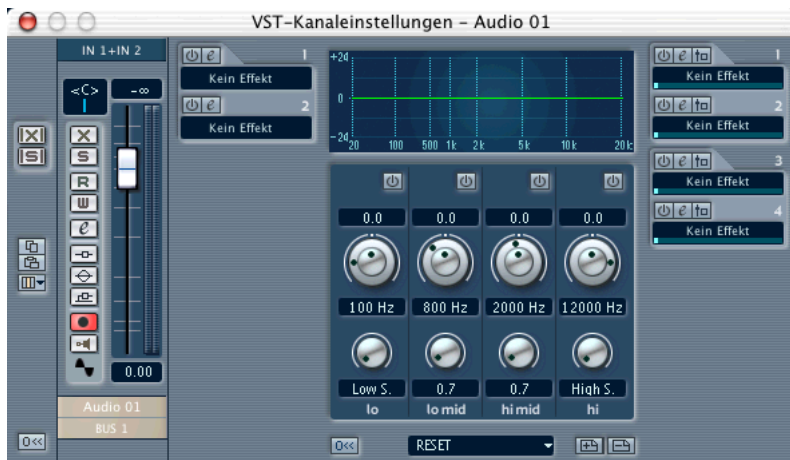 VST-Kanaleinstellungen – Audio 01
IN 1+IN 2
<C>
-∞
X
S
R
W
e
0.00
Audio 01
BUS 1
X
S
0<<
e 1
Kein Effekt
e 2
Kein Effekt
+24
0
-24
20 100 500 1k 2k 5k 10k 20k
0.0 0.0 0.0 0.0
100 Hz 800 Hz 2000 Hz 12000 Hz
Low S. 0.7 0.7 High S.
lo lo mid hi mid hi
0<< RESET
e 1
Kein Effekt
e 2
Kein Effekt
e 3
Kein Effekt
e 4
Kein Effekt